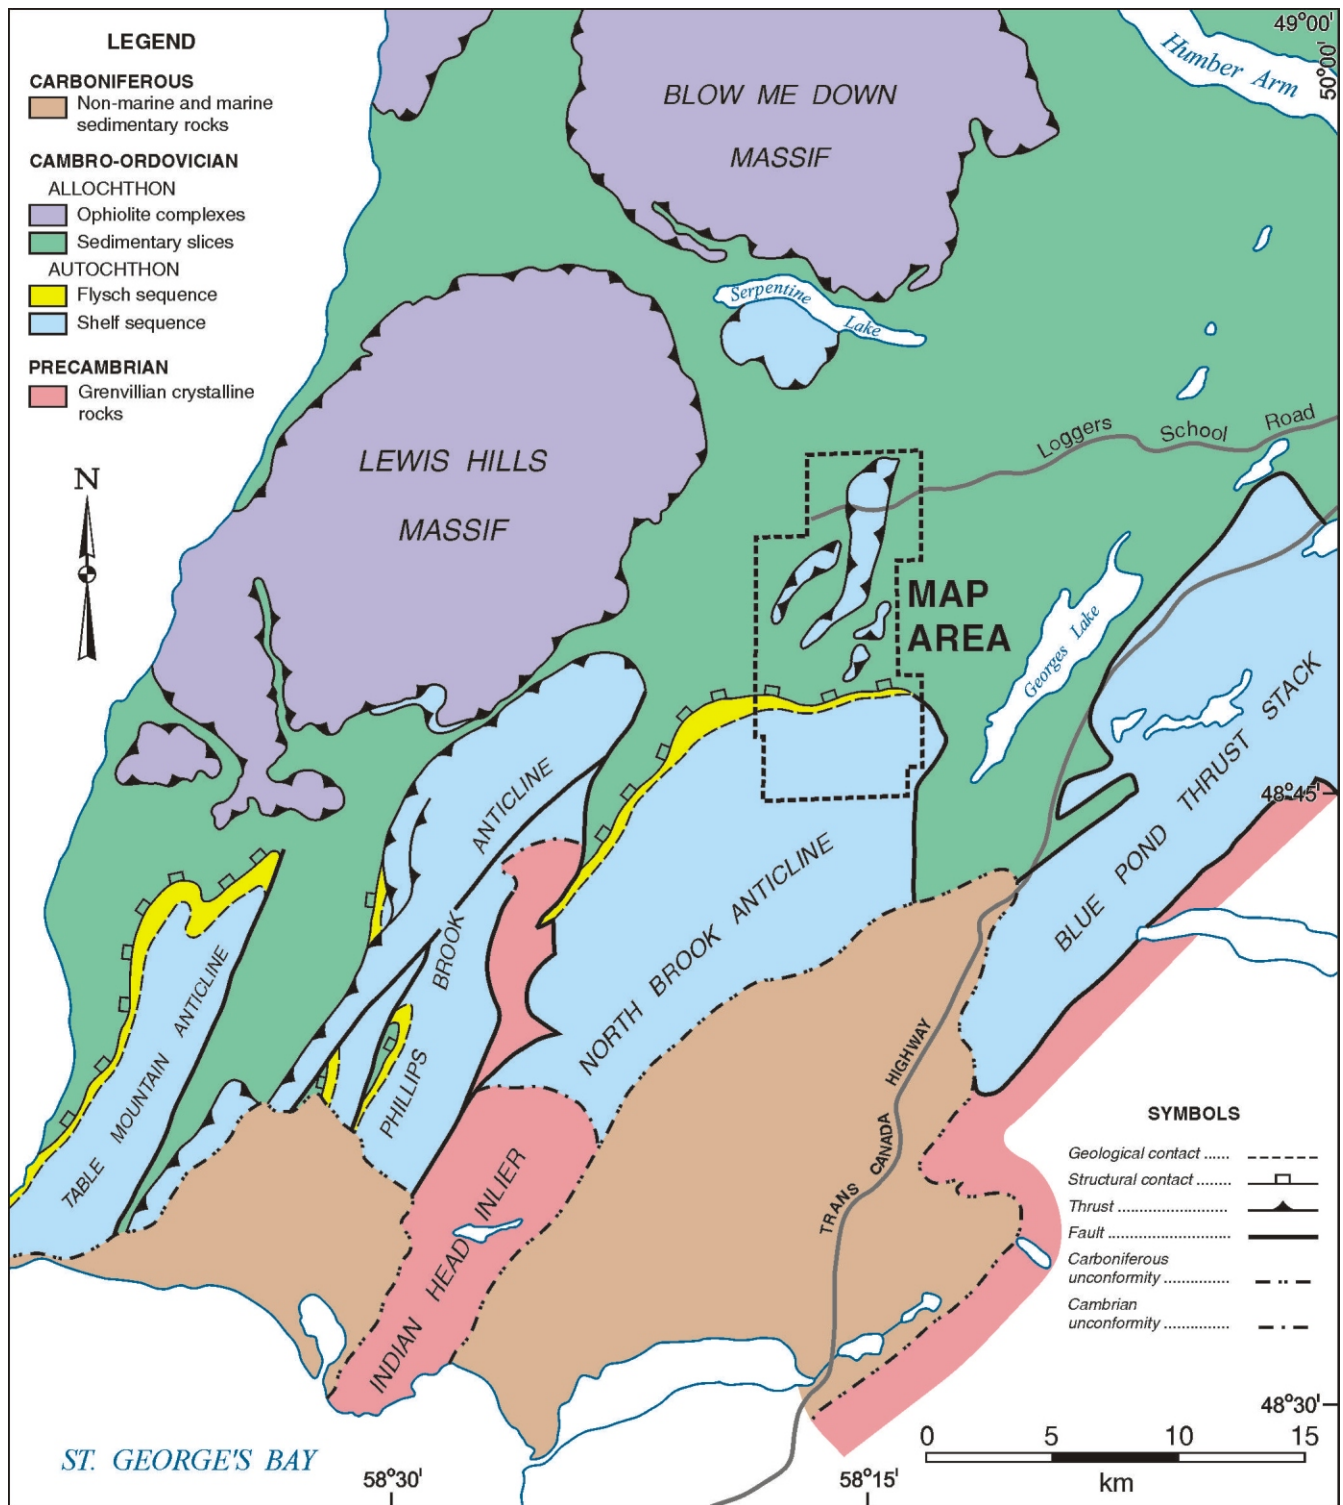 LEGEND
CARBONIFEROUS
Non-marine and marine
sedimentary rocks
CAMBRO-ORDOVICIAN
ALLOCHTHON
Ophiolite complexes
Sedimentary slices
AUTOCHTHON
Flysch sequence
Shelf sequence
PRECAMBRIAN
Grenvillian crystalline
rocks
N
49°00'
50°00'
Humber Arm
BLOW ME DOWN
MASSIF
Serpentine
Lake
LEWIS HILLS
MASSIF
Loggers School Road
MAP
AREA
Georges Lake
48°45'
BLUE POND THRUST STACK
NORTH BROOK ANTICLINE
PHILLIPS BROOK ANTICLINE
TABLE MOUNTAIN ANTICLINE
INDIAN HEAD INLIER
TRANS CANADA HIGHWAY
SYMBOLS
Geological contact ......
Structural contact ........
Thrust ............................
Fault ...............................
Carboniferous
unconformity ................
Cambrian
unconformity ................
48°30'
0 5 10 15
km
ST. GEORGE'S BAY
58°30'
58°15'